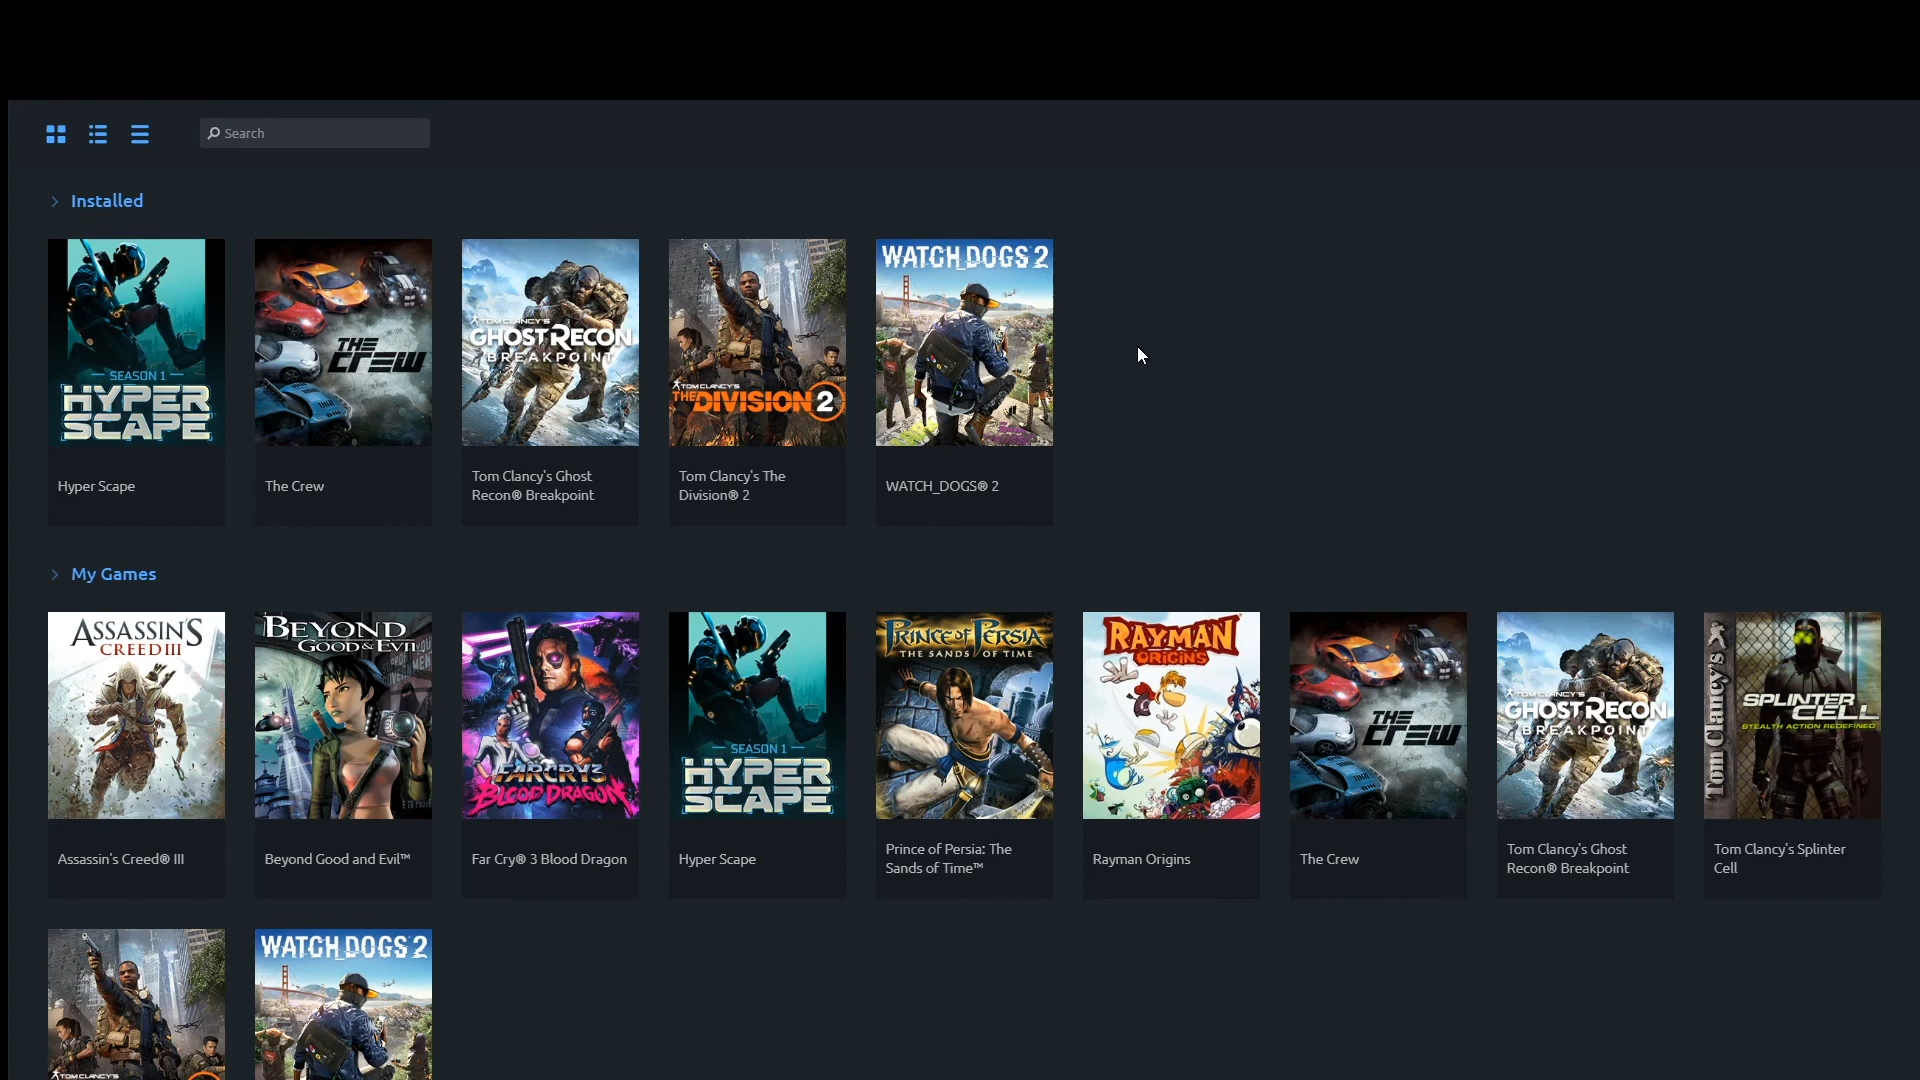 Search
Installed
SEASON 1
HYPER
SCAPE
THE
CREW
TOM CLANCY'S
GHOST RECON
BREAKPOINT
TOM CLANCY'S
THE DIVISION 2
WATCH_DOGS 2
Hyper Scape
The Crew
Tom Clancy's Ghost
Recon® Breakpoint
Tom Clancy's The
Division® 2
WATCH_DOGS® 2
My Games
ASSASSIN'S
CREED III
BEYOND
GOOD & EVIL
FARCRY3
BLOOD DRAGON
SEASON 1
HYPER
SCAPE
PRINCE of PERSIA
THE SANDS OF TIME
RAYMAN
ORIGINS
THE
CREW
TOM CLANCY'S
GHOST RECON
BREAKPOINT
Tom Clancy's
SPLINTER
CELL
STEALTH ACTION REDEFINED
Assassin's Creed® III
Beyond Good and Evil™
Far Cry® 3 Blood Dragon
Hyper Scape
Prince of Persia: The
Sands of Time™
Rayman Origins
The Crew
Tom Clancy's Ghost
Recon® Breakpoint
Tom Clancy's Splinter
Cell
TOM CLANCY'S
WATCH_DOGS 2